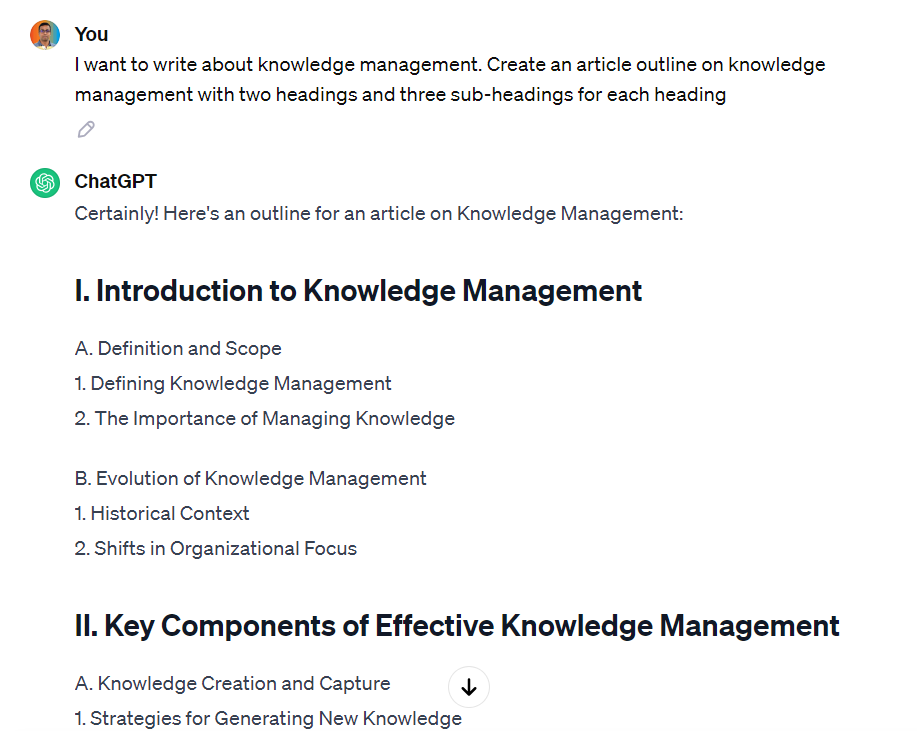 You
I want to write about knowledge management. Create an article outline on knowledge
management with two headings and three sub-headings for each heading
ChatGPT
Certainly! Here's an outline for an article on Knowledge Management:
I. Introduction to Knowledge Management
A. Definition and Scope
1. Defining Knowledge Management
2. The Importance of Managing Knowledge
B. Evolution of Knowledge Management
1. Historical Context
2. Shifts in Organizational Focus
II. Key Components of Effective Knowledge Management
A. Knowledge Creation and Capture
1. Strategies for Generating New Knowledge